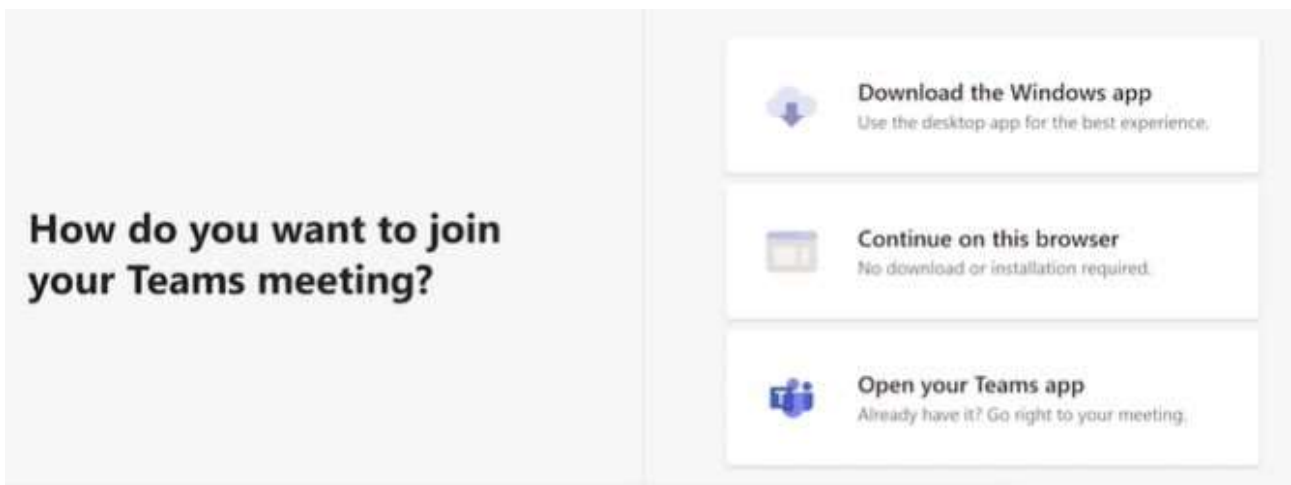 How do you want to join
your Teams meeting?
Download the Windows app
Use the desktop app for the best experience.
Continue on this browser
No download or installation required.
Open your Teams app
Already have it? Go right to your meeting.